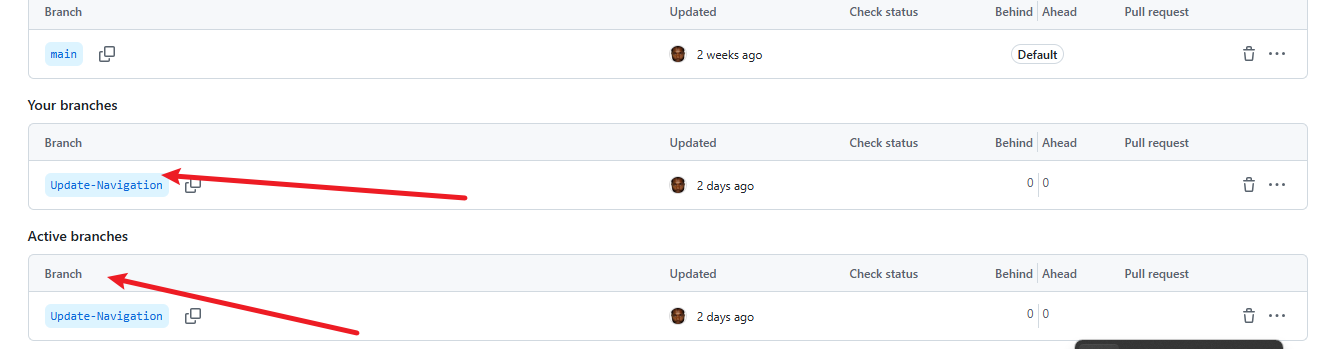 Branch Updated Check status Behind Ahead Pull request
main 2 weeks ago Default
Your branches
Branch Updated Check status Behind Ahead Pull request
Update-Navigation 2 days ago 0 0
Active branches
Branch Updated Check status Behind Ahead Pull request
Update-Navigation 2 days ago 0 0